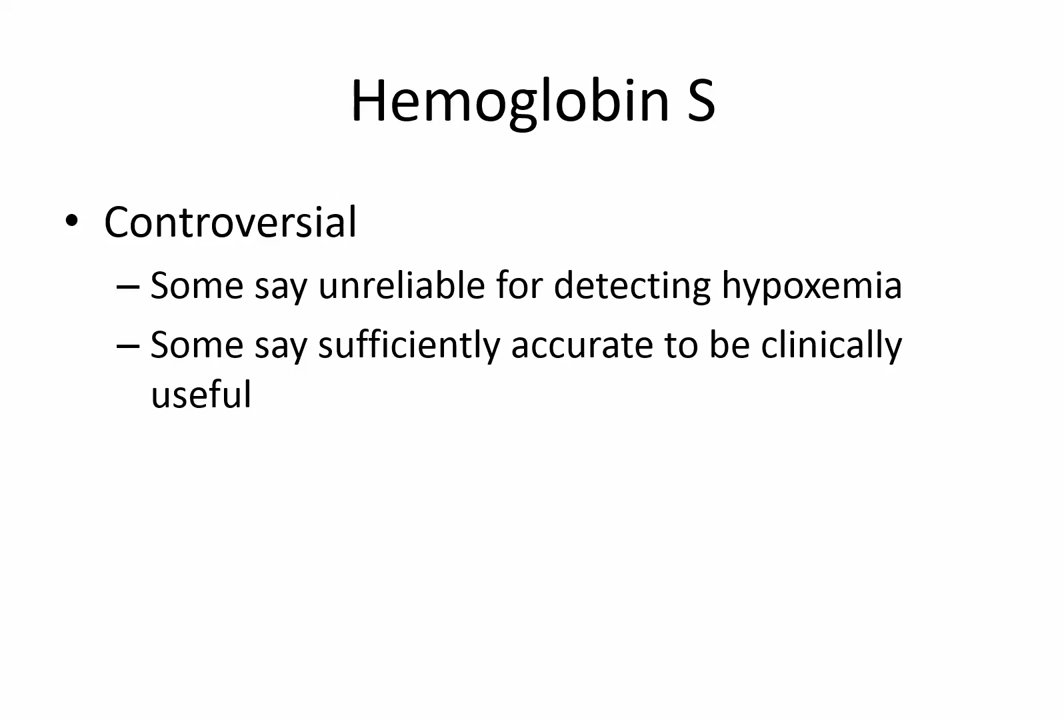 Hemoglobin S
• Controversial
– Some say unreliable for detecting hypoxemia
– Some say sufficiently accurate to be clinically
useful